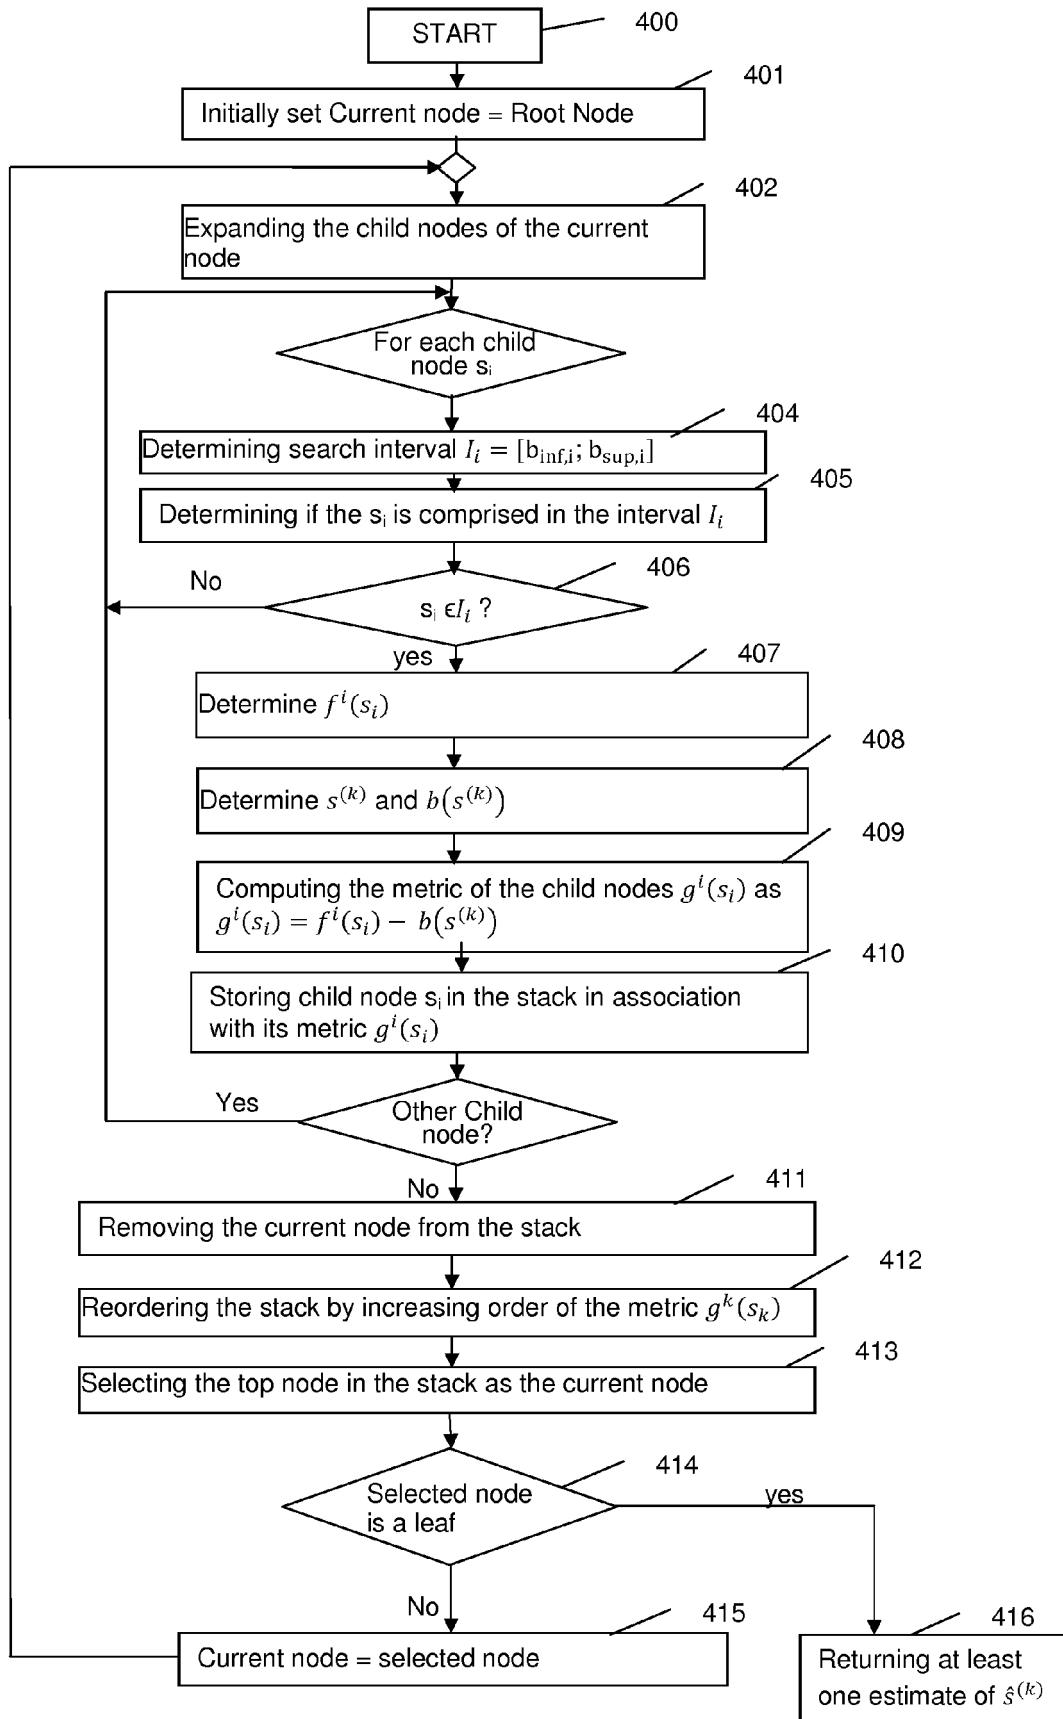 START
400
401
Initially set Current node = Root Node
402
Expanding the child nodes of the current
node
For each child
node sᵢ
404
Determining search interval 𝐼ᵢ = [b_inf,i; b_sup,i]
405
Determining if the sᵢ is comprised in the interval 𝐼ᵢ
406
No
sᵢ ϵ𝐼ᵢ ?
yes
407
Determine fⁱ(sᵢ)
408
Determine s⁽ᵏ⁾ and b(s⁽ᵏ⁾)
409
Computing the metric of the child nodes gⁱ(sᵢ) as
gⁱ(sᵢ) = fⁱ(sᵢ) − b(s⁽ᵏ⁾)
410
Storing child node sᵢ in the stack in association
with its metric gⁱ(sᵢ)
Yes
Other Child
node?
No
411
Removing the current node from the stack
412
Reordering the stack by increasing order of the metric gᵏ(sₖ)
413
Selecting the top node in the stack as the current node
414
Selected node
is a leaf
yes
No
415
Current node = selected node
416
Returning at least
one estimate of ŝ⁽ᵏ⁾